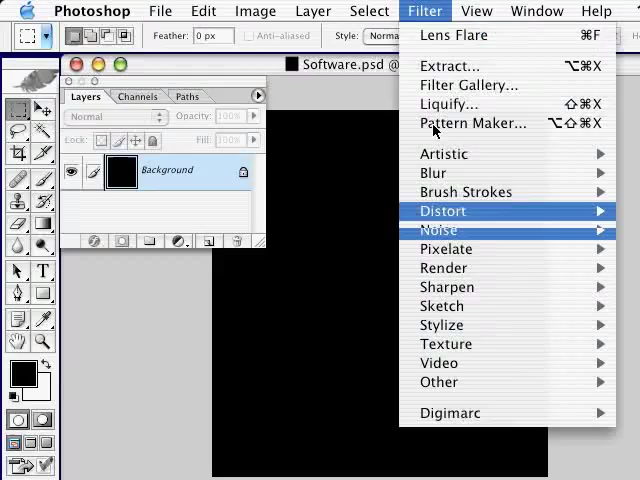 Photoshop File Edit Image Layer Select Filter View Window Help
Feather: 0 px Anti-aliased Style:
Software.psd @
Layers Channels Paths
Normal Opacity: 100%
Lock: Fill: 100%
Background
T
Lens Flare ⌘F
Extract... ⌥⌘X
Filter Gallery...
Liquify... ⇧⌘X
Pattern Maker... ⌥⇧⌘X
Artistic
Blur
Brush Strokes
Distort
Noise
Pixelate
Render
Sharpen
Sketch
Stylize
Texture
Video
Other
Digimarc